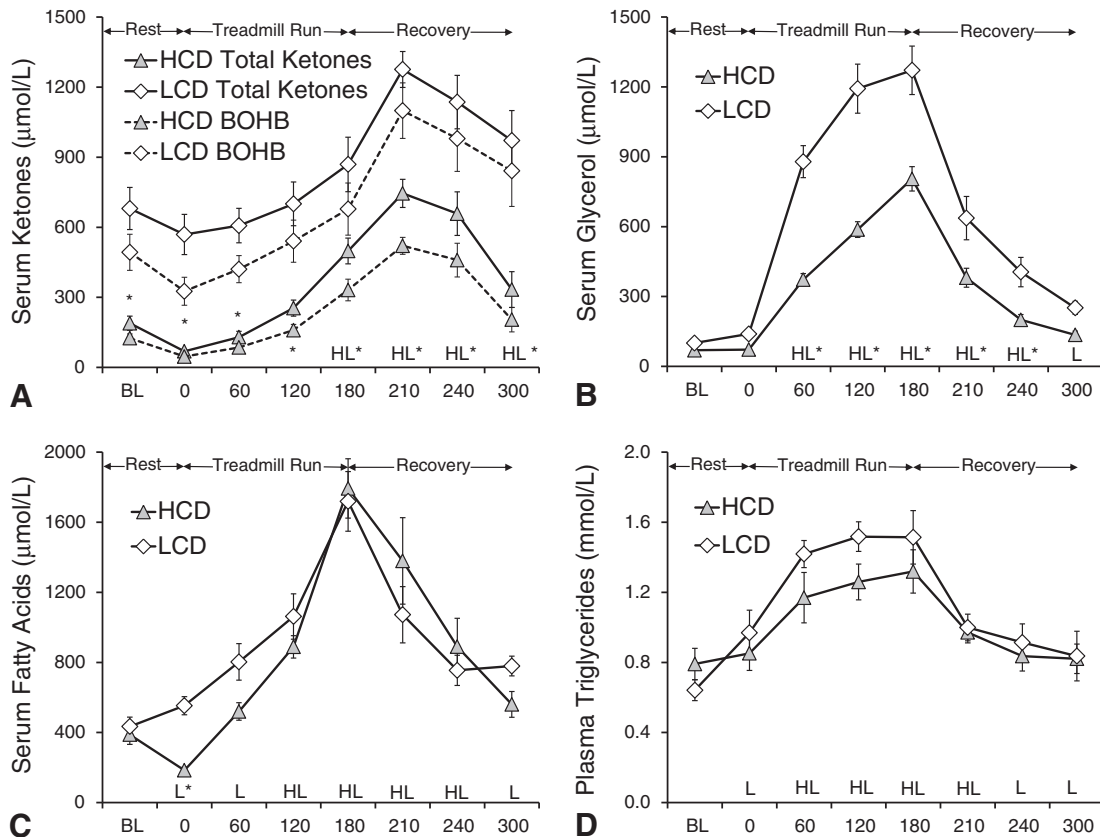 Rest Treadmill Run Recovery
HCD Total Ketones
LCD Total Ketones
HCD BOHB
LCD BOHB
Serum Ketones (μmol/L)
1500
1200
900
600
300
0
* * * * HL* HL* HL* HL *
BL 0 60 120 180 210 240 300
A
Rest Treadmill Run Recovery
HCD
LCD
Serum Glycerol (μmol/L)
1500
1200
900
600
300
0
HL* HL* HL* HL* HL* L
BL 0 60 120 180 210 240 300
B
Rest Treadmill Run Recovery
HCD
LCD
Serum Fatty Acids (μmol/L)
2000
1600
1200
800
400
0
L* L HL HL HL HL L
BL 0 60 120 180 210 240 300
C
Rest Treadmill Run Recovery
HCD
LCD
Plasma Triglycerides (mmol/L)
2.0
1.6
1.2
0.8
0.4
0.0
L HL HL HL HL L L
BL 0 60 120 180 210 240 300
D